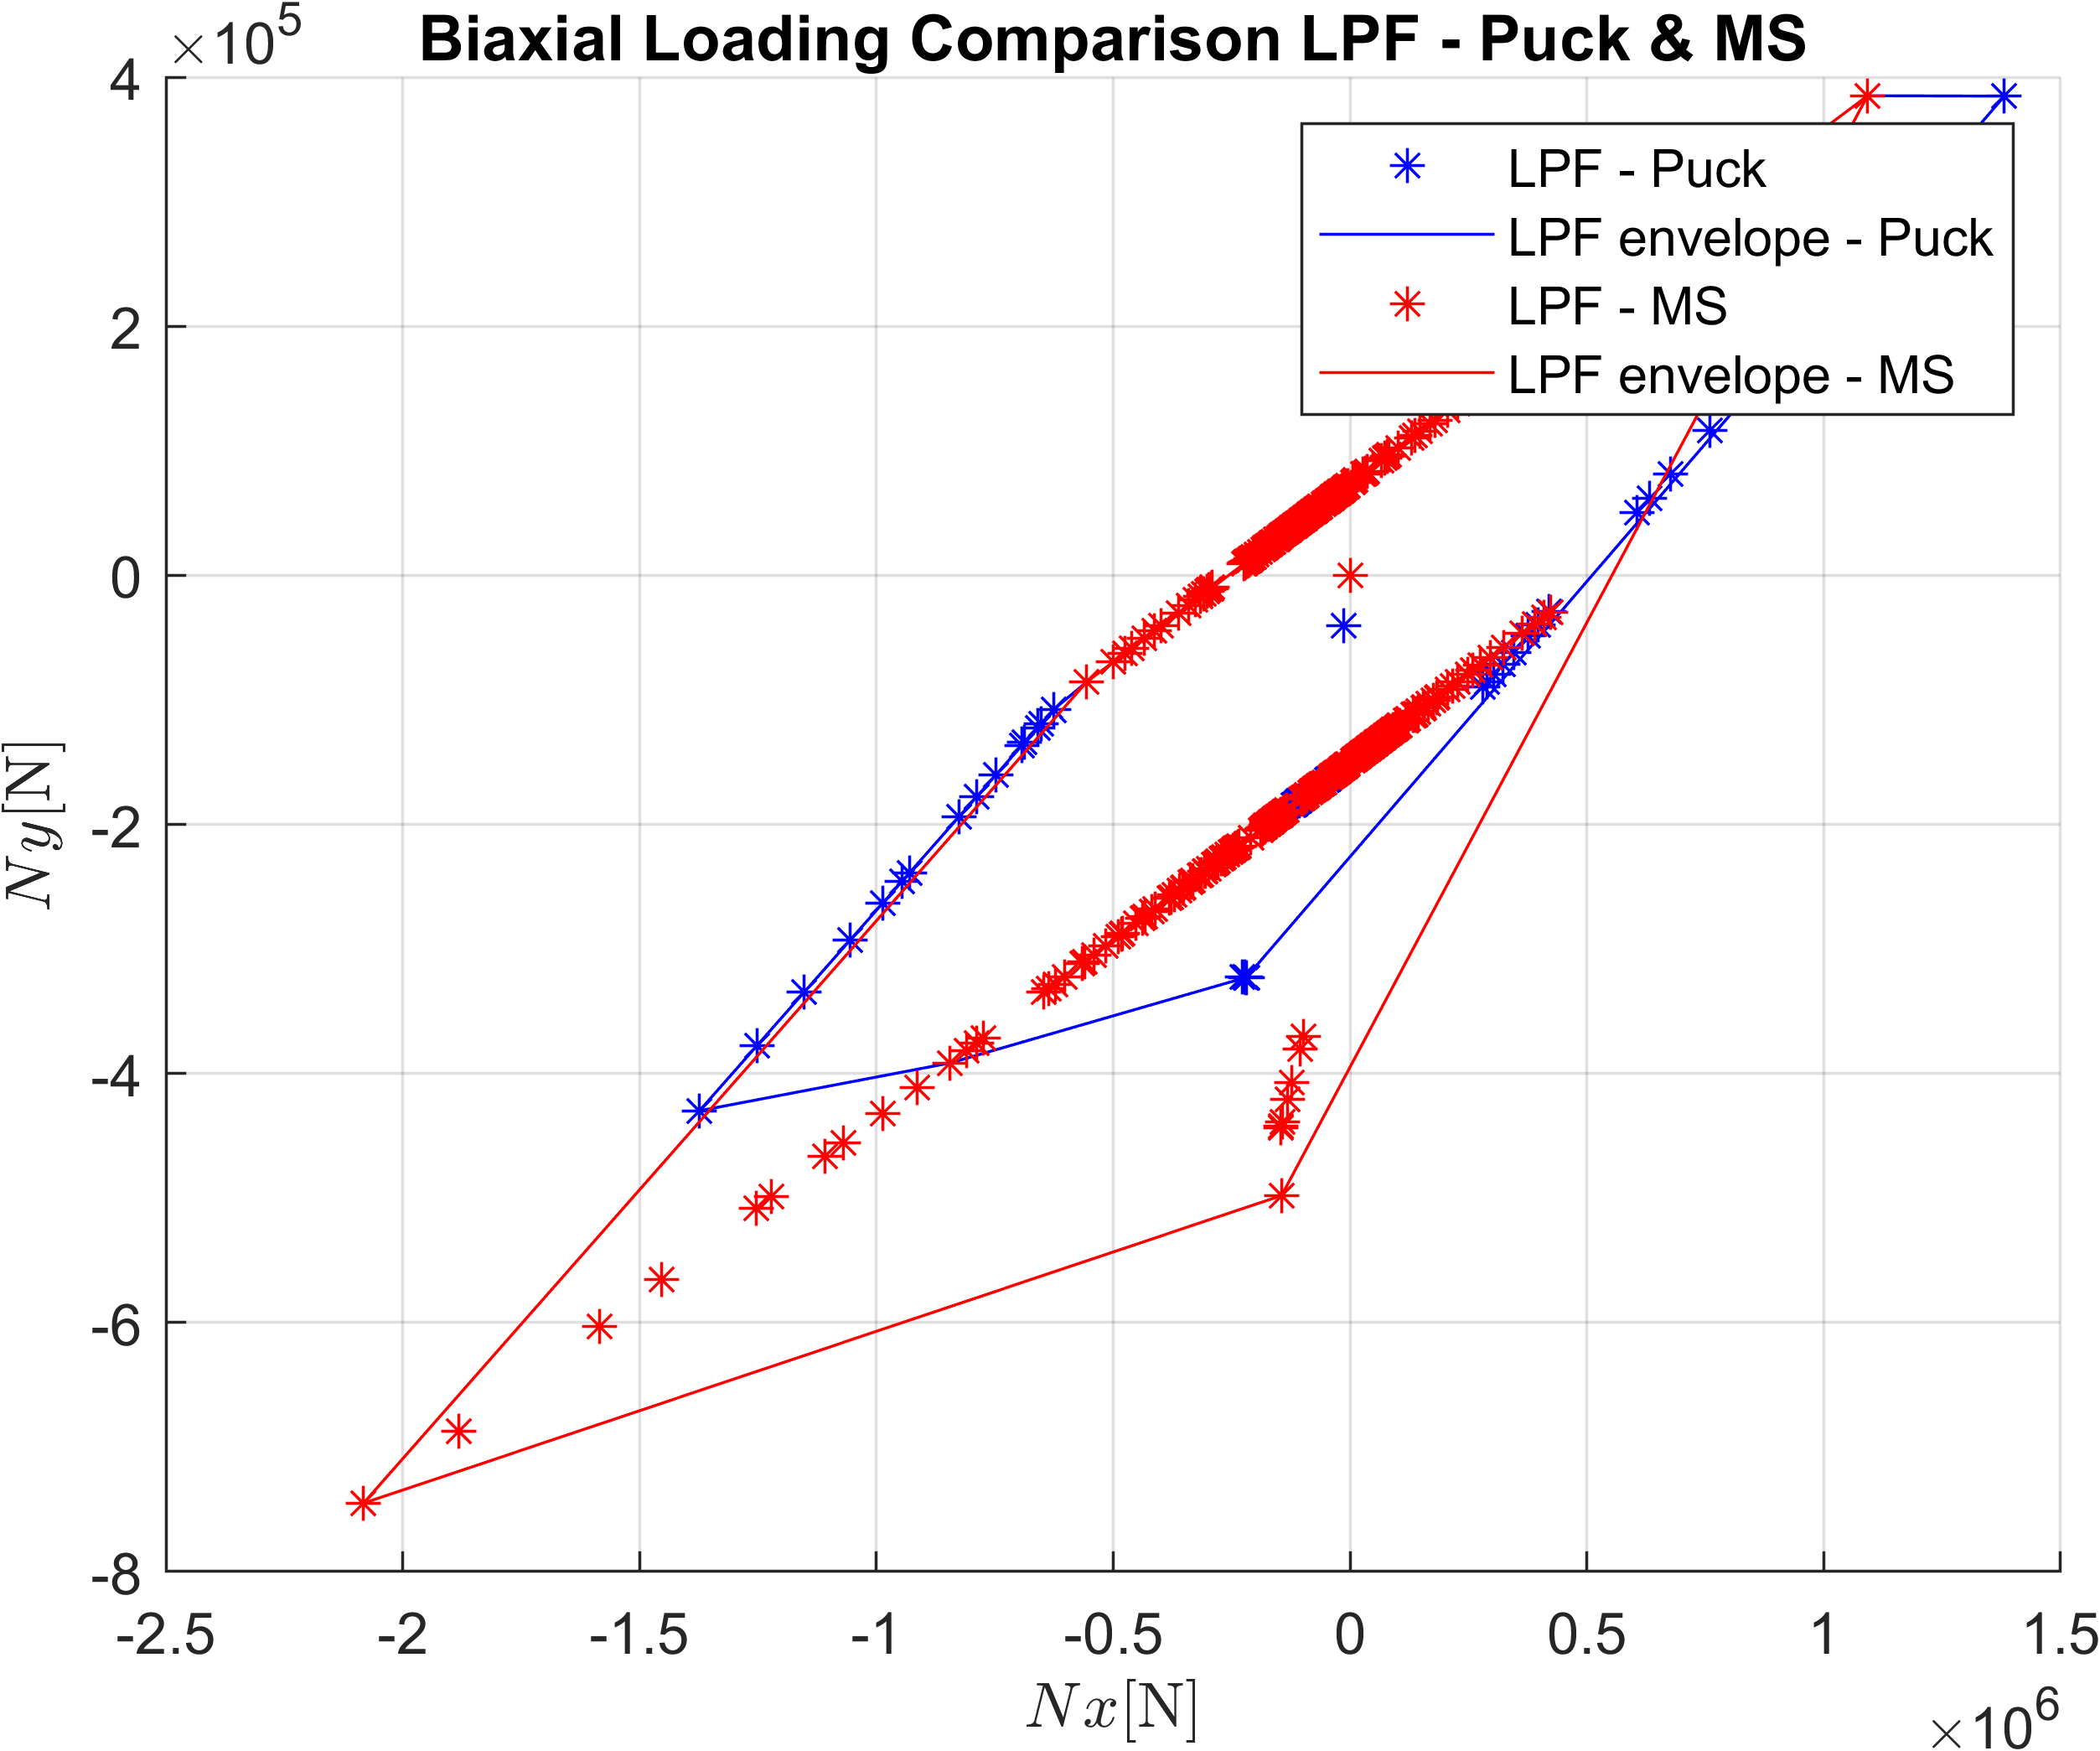 ×10^5
Biaxial Loading Comparison LPF - Puck & MS
LPF - Puck
LPF envelope - Puck
LPF - MS
LPF envelope - MS
4
2
0
-2
-4
-6
-8
Ny[N]
-2.5 -2 -1.5 -1 -0.5 0 0.5 1 1.5
Nx[N]
×10^6